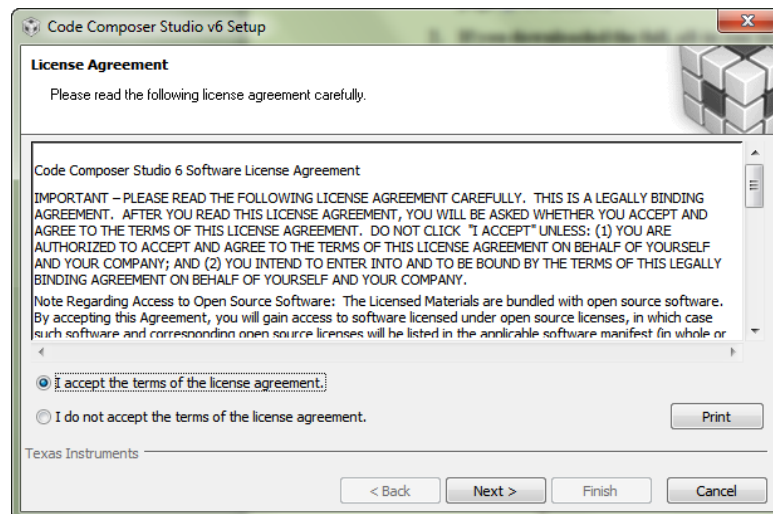 Code Composer Studio v6 Setup
License Agreement
Please read the following license agreement carefully.
Code Composer Studio 6 Software License Agreement
IMPORTANT – PLEASE READ THE FOLLOWING LICENSE AGREEMENT CAREFULLY.  THIS IS A LEGALLY BINDING
AGREEMENT.  AFTER YOU READ THIS LICENSE AGREEMENT, YOU WILL BE ASKED WHETHER YOU ACCEPT AND
AGREE TO THE TERMS OF THIS LICENSE AGREEMENT.  DO NOT CLICK  "I ACCEPT" UNLESS: (1) YOU ARE
AUTHORIZED TO ACCEPT AND AGREE TO THE TERMS OF THIS LICENSE AGREEMENT ON BEHALF OF YOURSELF
AND YOUR COMPANY; AND (2) YOU INTEND TO ENTER INTO AND TO BE BOUND BY THE TERMS OF THIS LEGALLY
BINDING AGREEMENT ON BEHALF OF YOURSELF AND YOUR COMPANY.
Note Regarding Access to Open Source Software:  The Licensed Materials are bundled with open source software.
By accepting this Agreement, you will gain access to software licensed under open source licenses, in which case
such software and corresponding open source licenses will be listed in the applicable software manifest (in whole or
I accept the terms of the license agreement.
I do not accept the terms of the license agreement.
Print
Texas Instruments
< Back
Next >
Finish
Cancel